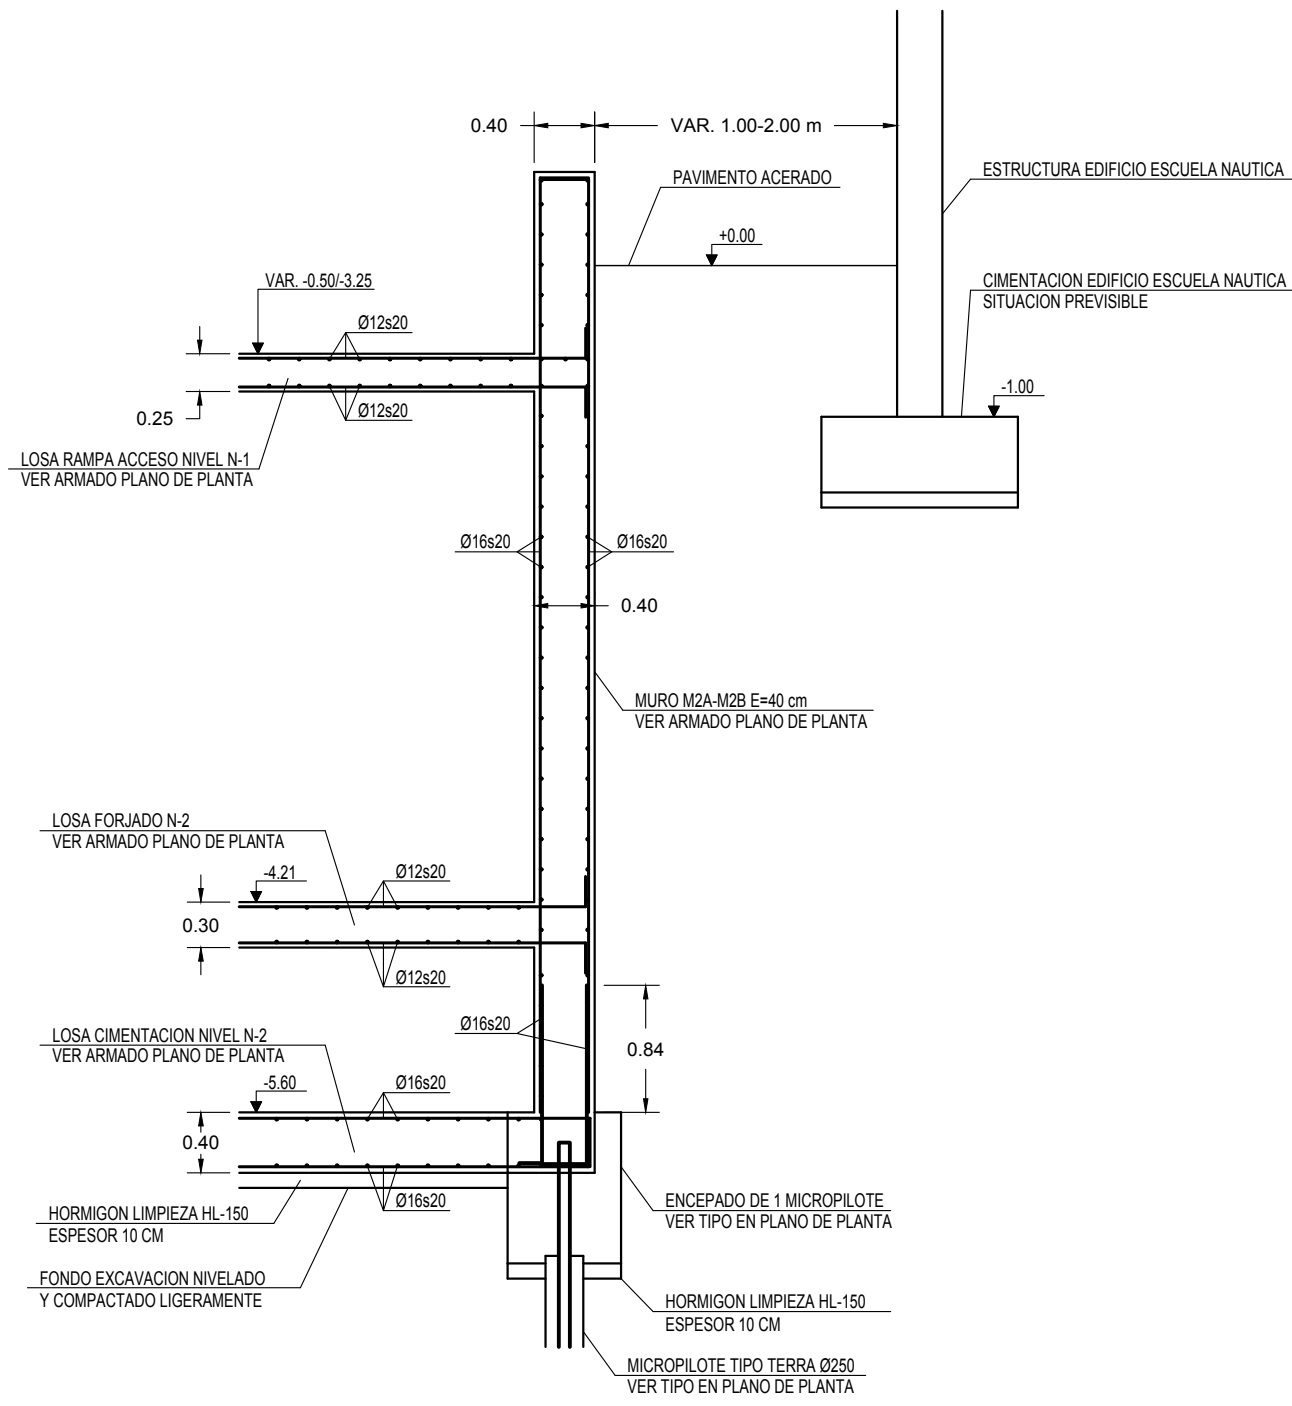 0.40
VAR. 1.00-2.00 m
PAVIMENTO ACERADO
ESTRUCTURA EDIFICIO ESCUELA NAUTICA
+0.00
VAR. -0.50/-3.25
CIMENTACION EDIFICIO ESCUELA NAUTICA
SITUACION PREVISIBLE
Ø12s20
-1.00
0.25
Ø12s20
LOSA RAMPA ACCESO NIVEL N-1
VER ARMADO PLANO DE PLANTA
Ø16s20
Ø16s20
0.40
MURO M2A-M2B E=40 cm
VER ARMADO PLANO DE PLANTA
LOSA FORJADO N-2
VER ARMADO PLANO DE PLANTA
-4.21
Ø12s20
0.30
Ø12s20
LOSA CIMENTACION NIVEL N-2
VER ARMADO PLANO DE PLANTA
Ø16s20
0.84
-5.60
Ø16s20
0.40
Ø16s20
HORMIGON LIMPIEZA HL-150
ESPESOR 10 CM
ENCEPADO DE 1 MICROPILOTE
VER TIPO EN PLANO DE PLANTA
FONDO EXCAVACION NIVELADO
Y COMPACTADO LIGERAMENTE
HORMIGON LIMPIEZA HL-150
ESPESOR 10 CM
MICROPILOTE TIPO TERRA Ø250
VER TIPO EN PLANO DE PLANTA